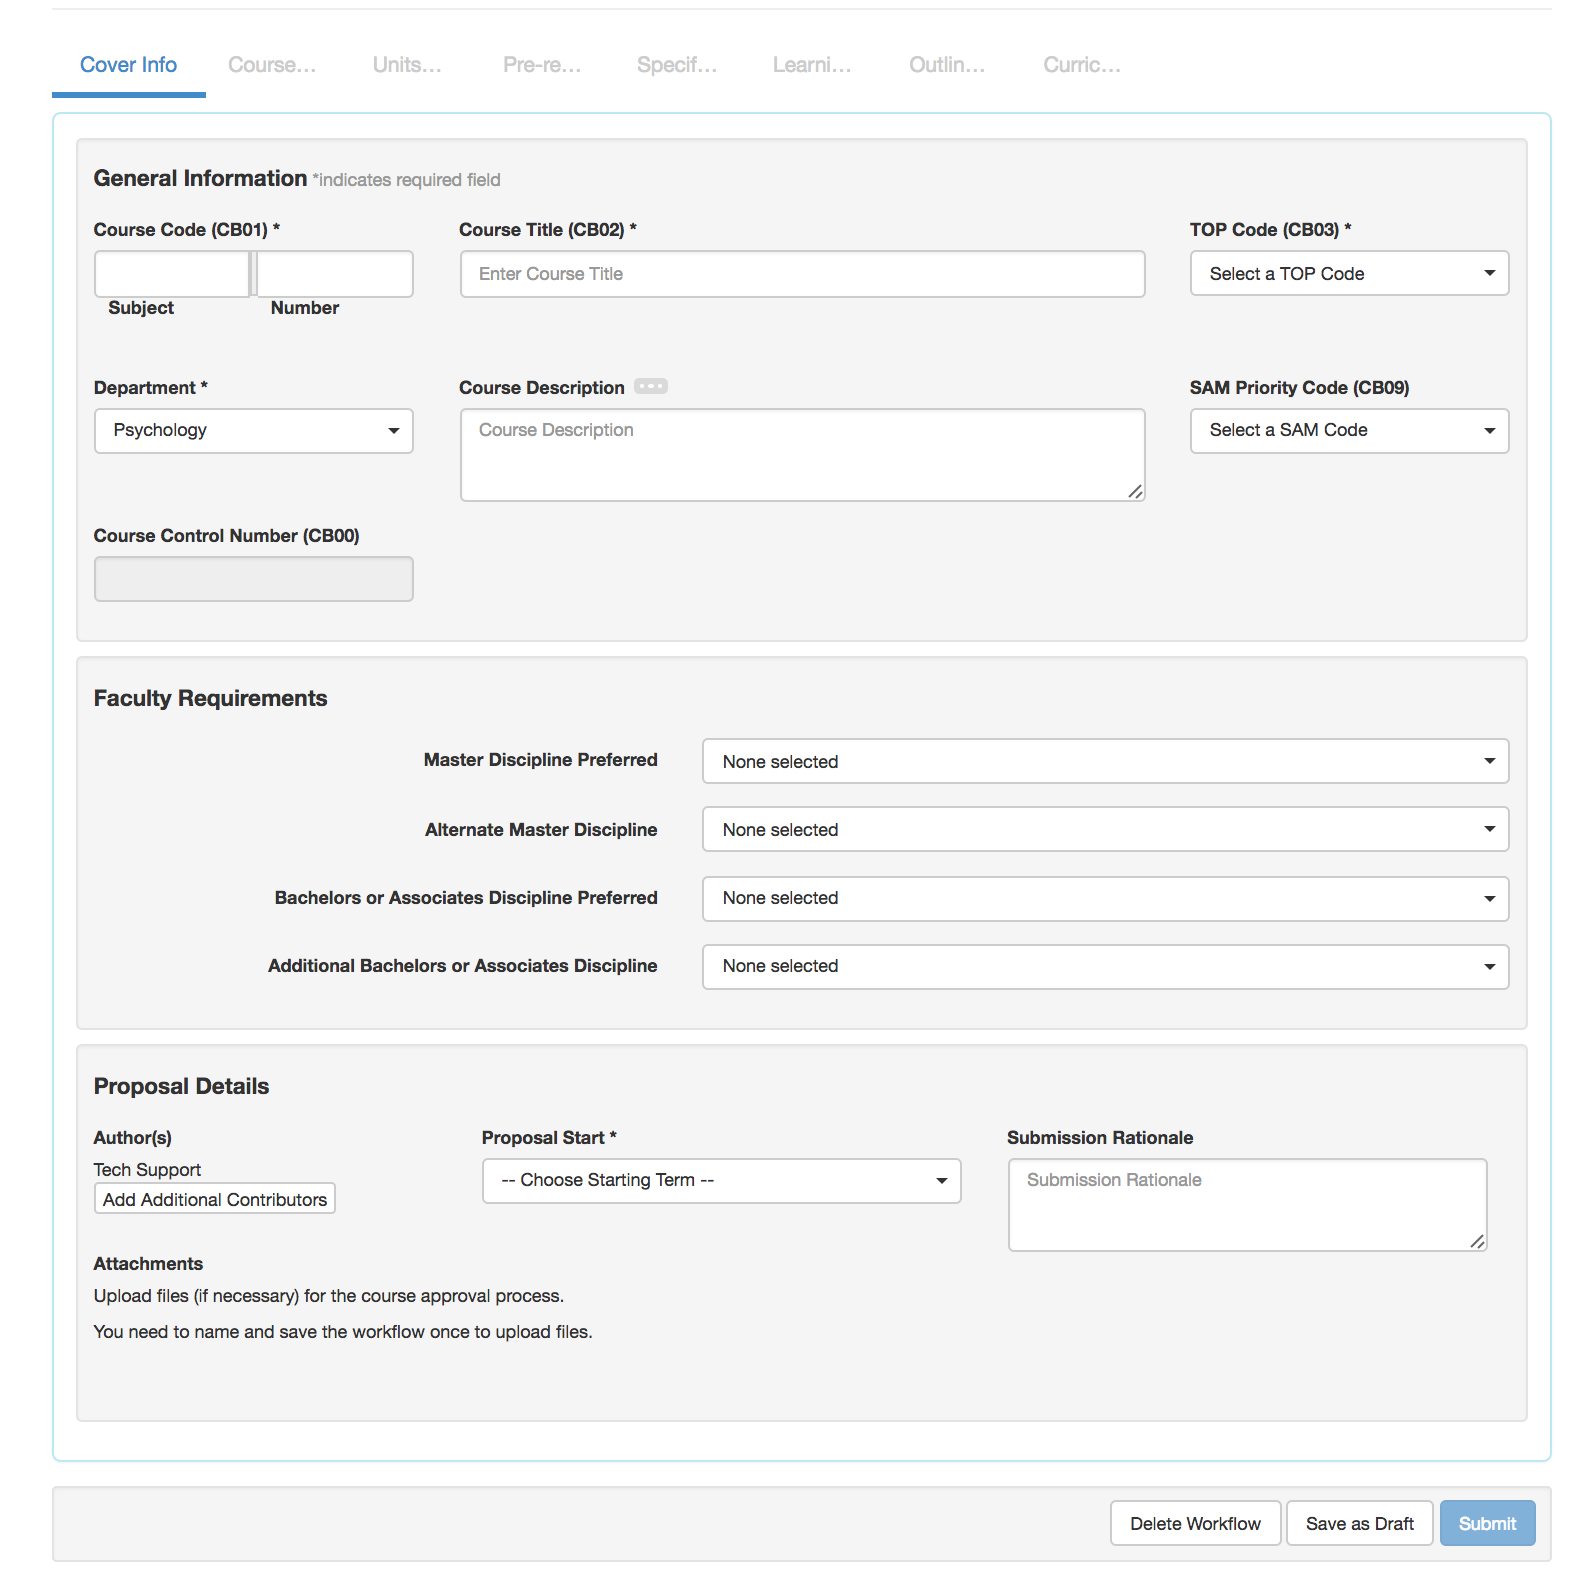 Cover Info Course... Units... Pre-re... Specif... Learni... Outlin... Curric...
General Information *indicates required field
Course Code (CB01) * Course Title (CB02) * TOP Code (CB03) *
Enter Course Title Select a TOP Code
Subject Number
Department * Course Description SAM Priority Code (CB09)
Psychology Course Description Select a SAM Code
Course Control Number (CB00)
Faculty Requirements
Master Discipline Preferred None selected
Alternate Master Discipline None selected
Bachelors or Associates Discipline Preferred None selected
Additional Bachelors or Associates Discipline None selected
Proposal Details
Author(s) Proposal Start * Submission Rationale
Tech Support -- Choose Starting Term -- Submission Rationale
Add Additional Contributors
Attachments
Upload files (if necessary) for the course approval process.
You need to name and save the workflow once to upload files.
Delete Workflow Save as Draft Submit